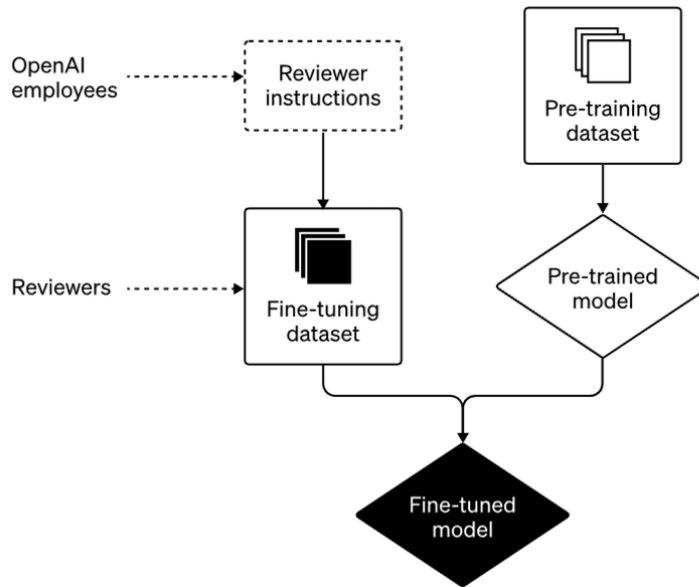 OpenAI
employees
Reviewer
instructions
Pre-training
dataset
Reviewers
Fine-tuning
dataset
Pre-trained
model
Fine-tuned
model